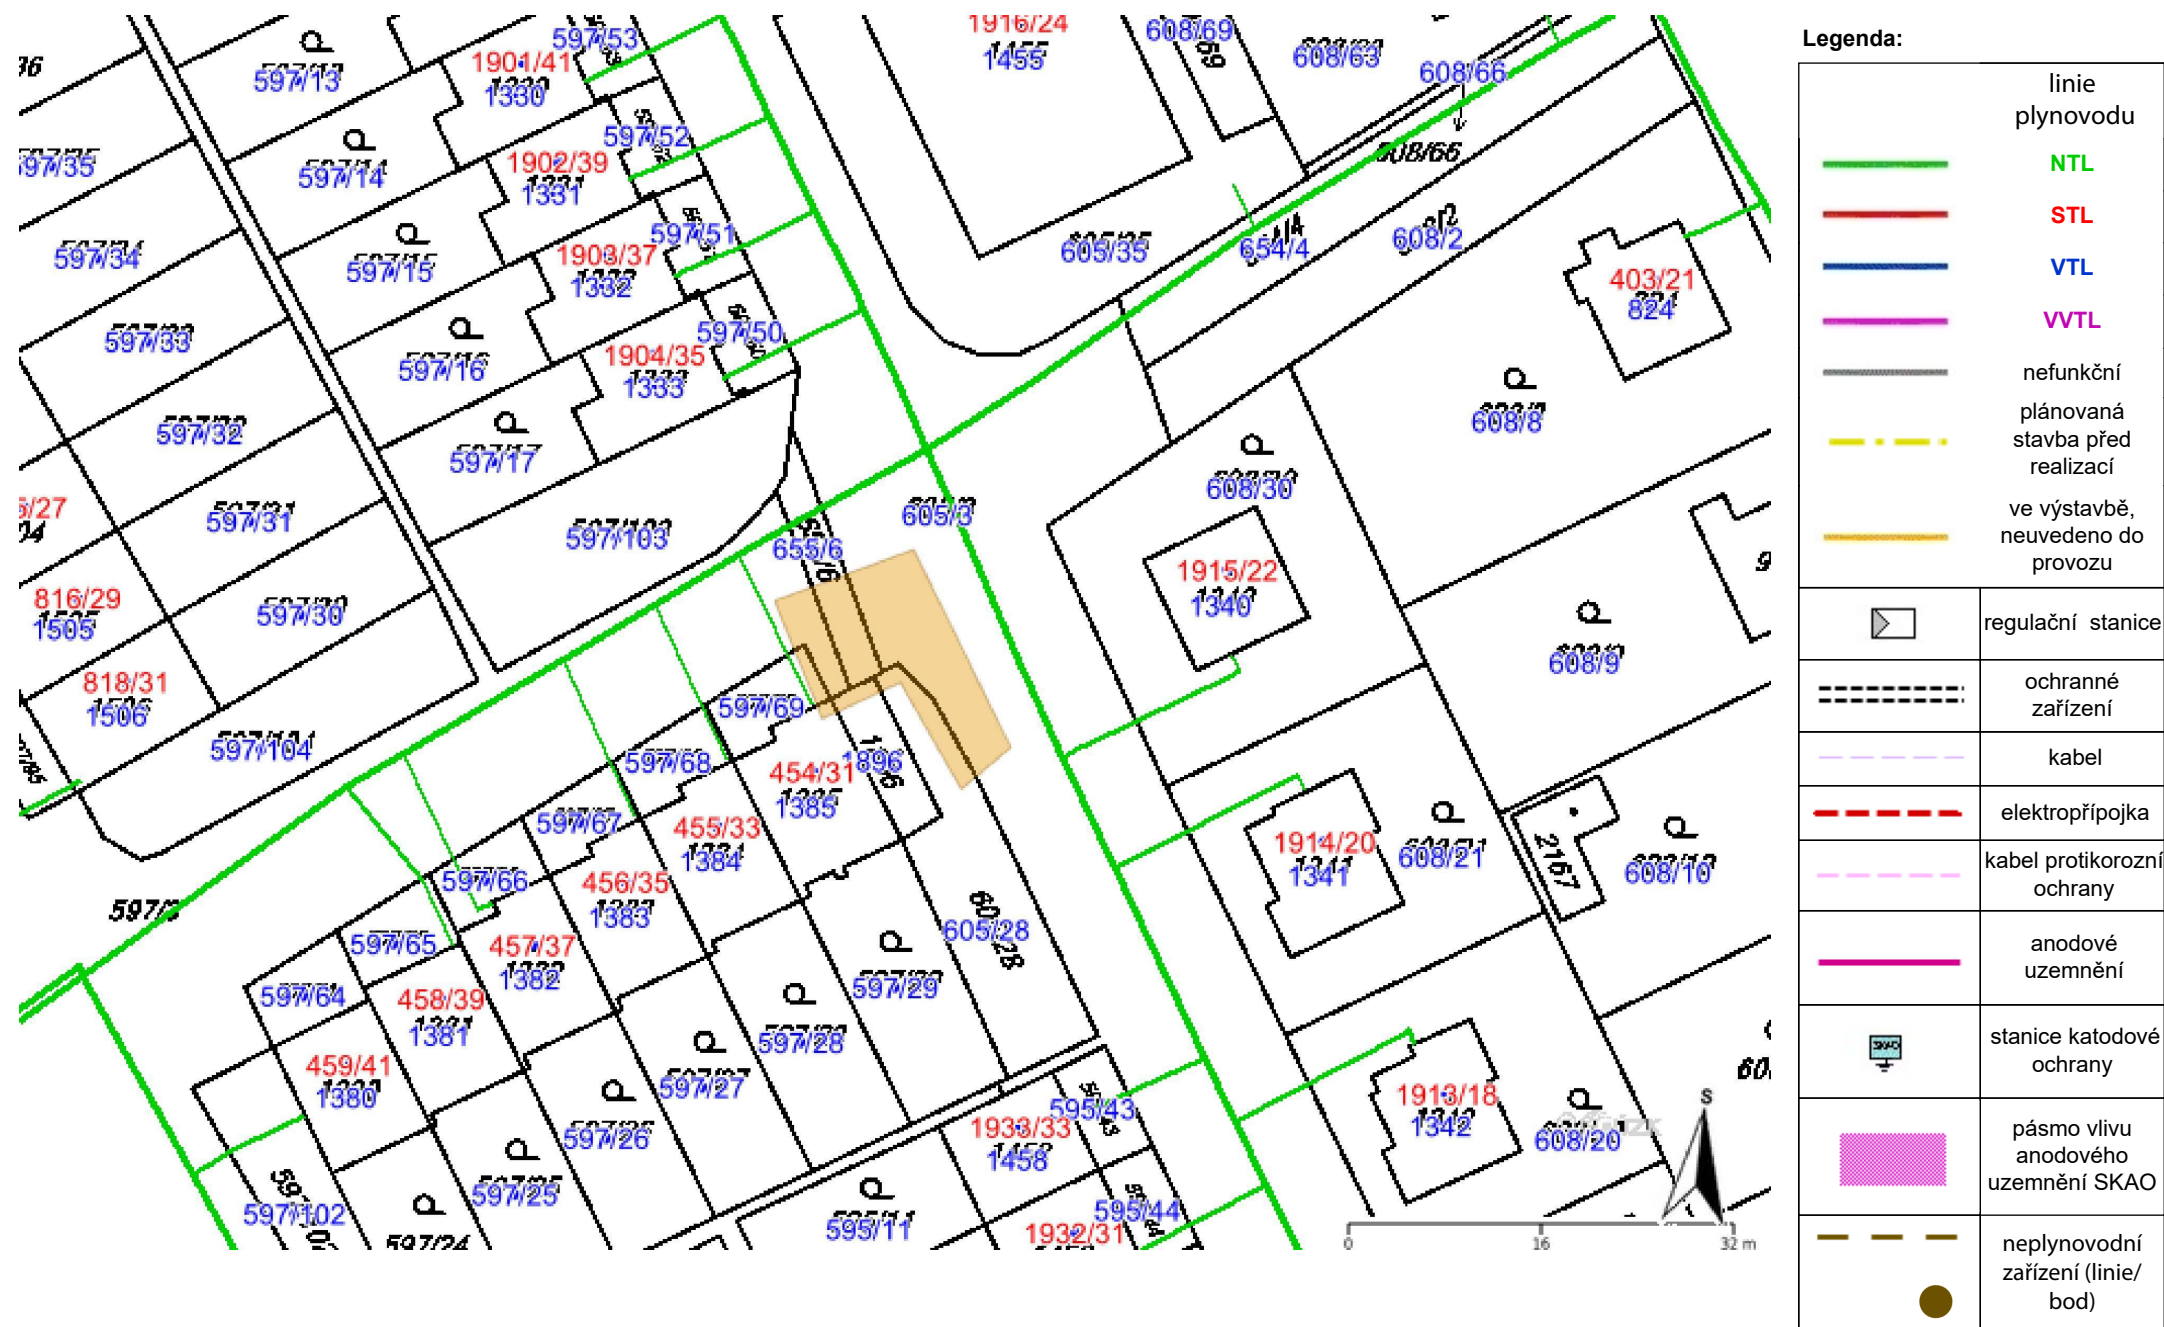 1916/24
1455
608/69
69
608/63
608/66
608/66
597/53
597/13
1901/41
1330
597/52
597/35
597/14
1902/39
1331
597/51
597/34
597/15
1903/37
1332
605/35
654/4
608/2
403/21
824
597/33
597/16
597/50
1904/35
1333
597/32
597/17
608/8
597/31
597/103
655/6
605/3
608/30
816/29
1505
597/30
1915/22
1340
608/9
818/31
1506
597/104
597/69
597/68
454/31
1896
1385
597/67
455/33
1384
1914/20
1341
608/21
2167
608/10
597/66
456/35
1383
597/65
457/37
1382
605/28
597/29
597/64
458/39
1381
597/28
459/41
1380
597/27
597/26
595/43
1933/33
1458
1913/18
1342
608/20
597/25
597/102
597/24
595/11
595/44
1932/31
S
0 16 32 m
Legenda:
linie
plynovodu
NTL
STL
VTL
VVTL
nefunkční
plánovaná
stavba před
realizací
ve výstavbě,
neuvedeno do
provozu
regulační stanice
ochranné
zařízení
kabel
elektropřípojka
kabel protikorozní
ochrany
anodové
uzemnění
SKAO
stanice katodové
ochrany
pásmo vlivu
anodového
uzemnění SKAO
neplynovodní
zařízení (linie/
bod)